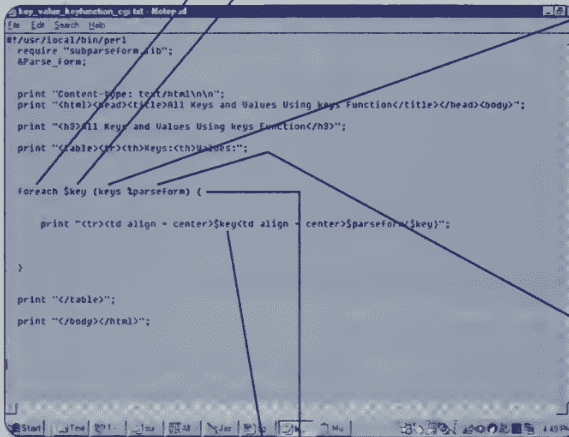 key_value_keyfunction_cgi.txt - Notepad
File Edit Search Help
#!/usr/local/bin/perl
require "subparseform.lib";
&Parse_Form;
print "Content-type: text/html\n\n";
print "<html><head><title>All Keys and Values Using keys Function</title></head><body>";
print "<h3>All Keys and Values Using keys Function</h3>";
print "<table><tr><th>Keys:<th>Values:";
Foreach $key (keys %parseform) {
print "<tr><td align = center>$key<td align = center>$parseform{$key}";
}
print "</table>";
print "</body></html>";
Start
4:49 P